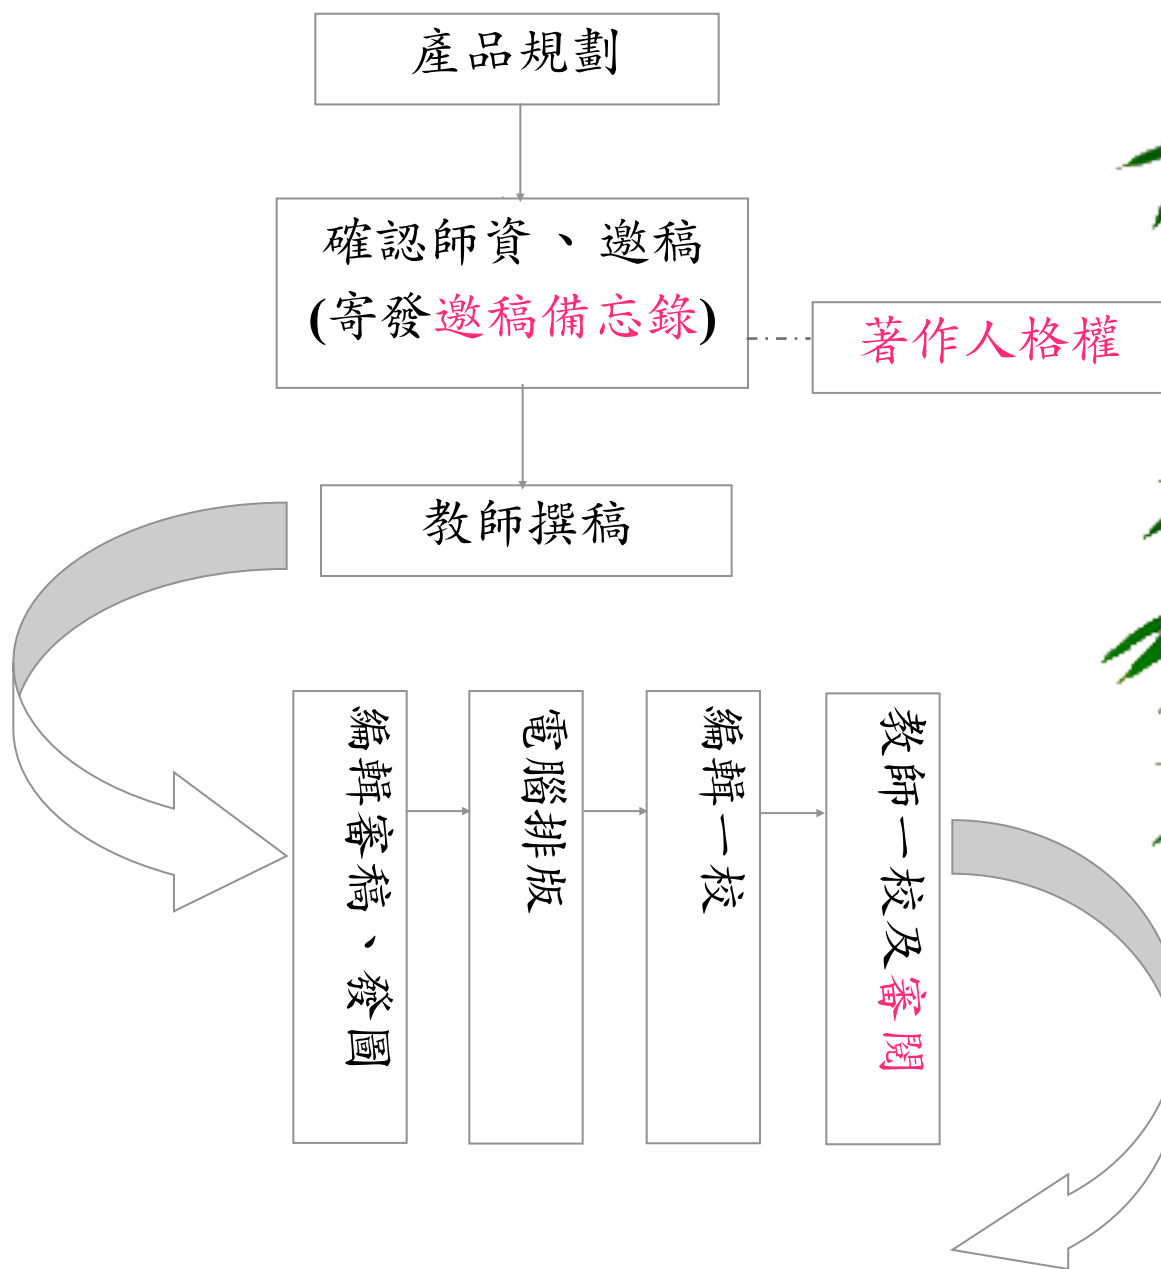 產品規劃
確認師資、邀稿
(寄發邀稿備忘錄)
著作人格權
教師撰稿
編輯審稿、發圖
電腦排版
編輯一校
教師一校及審閱